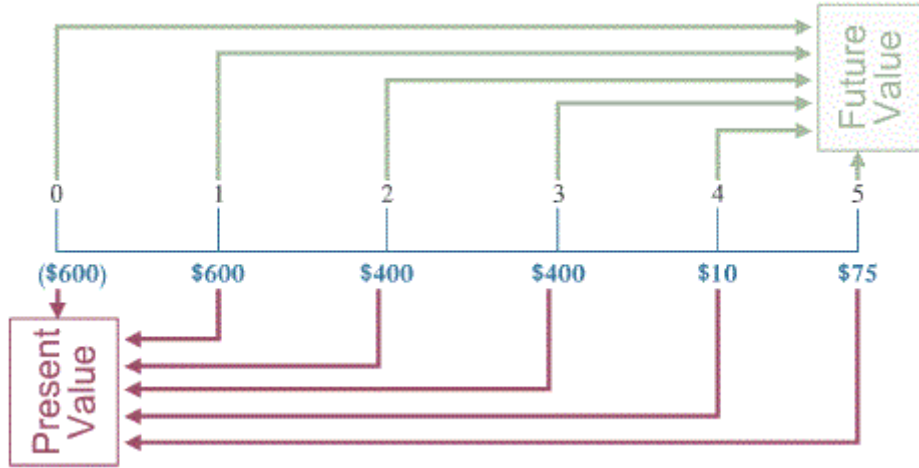 Future
Value
0 1 2 3 4 5
($600) $600 $400 $400 $10 $75
Present
Value